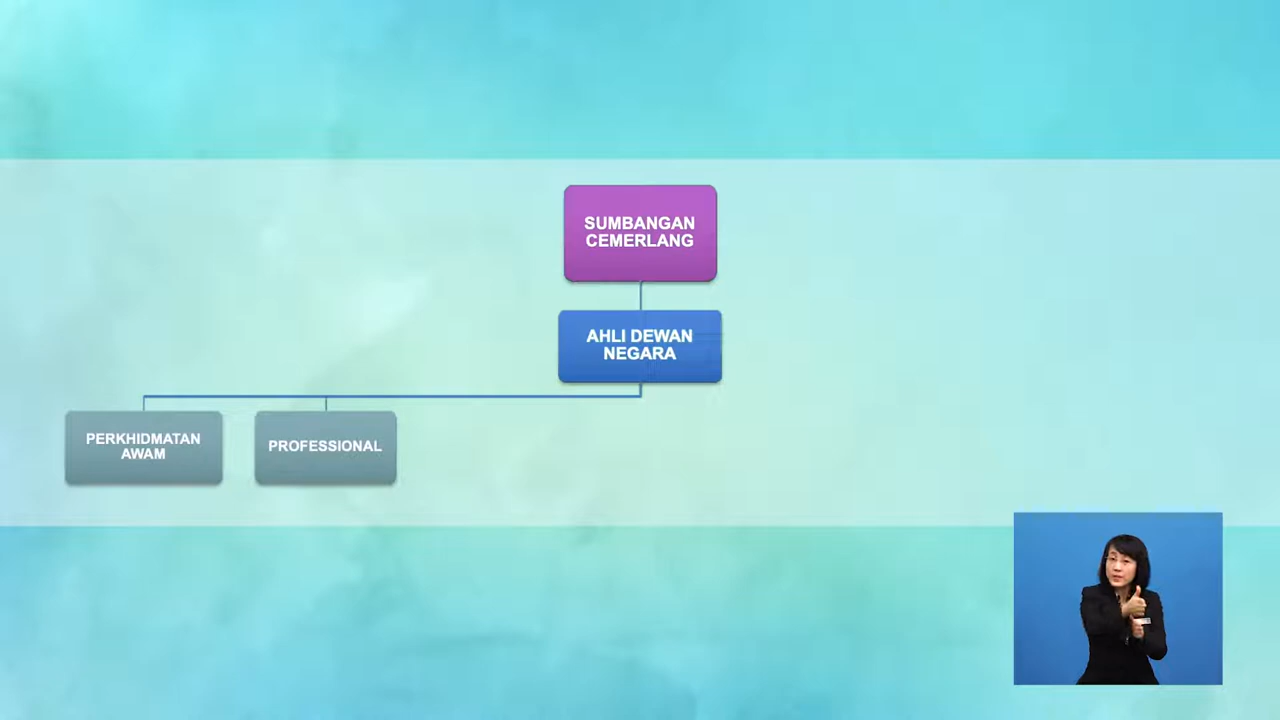 SUMBANGAN
CEMERLANG
AHLI DEWAN
NEGARA
PERKHIDMATAN
AWAM
PROFESSIONAL